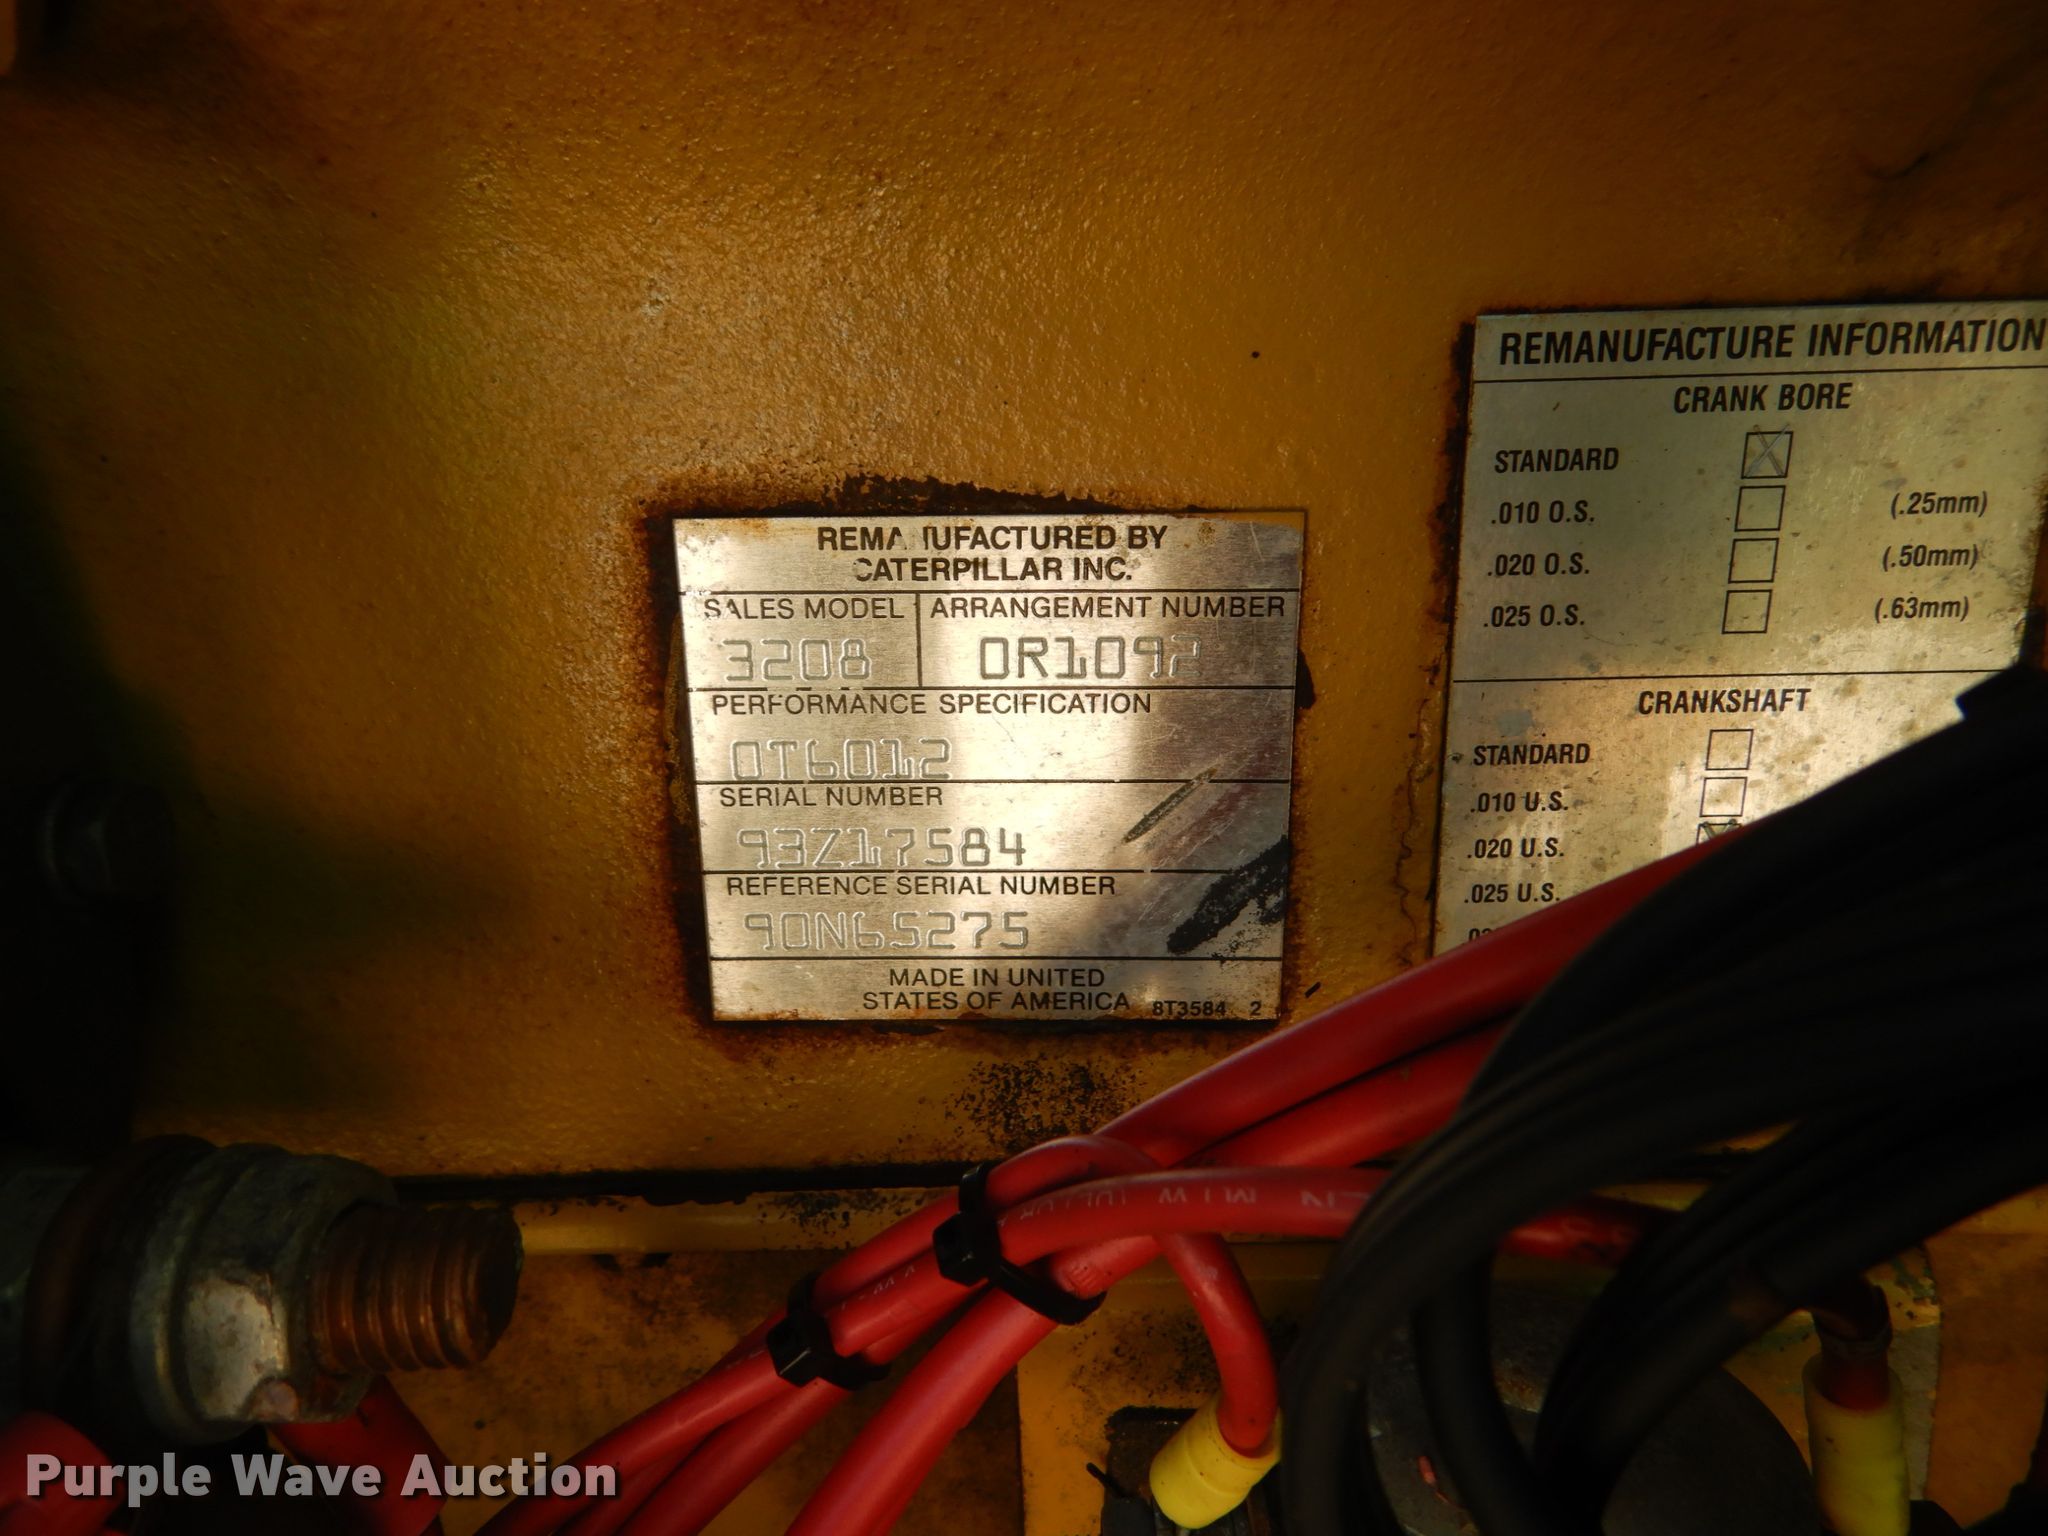 REMA UFACTURED BY
CATERPILLAR INC.
SALES MODEL ARRANGEMENT NUMBER
3208 0R1092
PERFORMANCE SPECIFICATION
0T6012
SERIAL NUMBER
93Z17584
REFERENCE SERIAL NUMBER
90N65275
MADE IN UNITED
STATES OF AMERICA 8T3584 2
REMANUFACTURE INFORMATION
CRANK BORE
STANDARD
.010 O.S. (.25mm)
.020 O.S. (.50mm)
.025 O.S. (.63mm)
CRANKSHAFT
STANDARD
.010 U.S.
.020 U.S.
.025 U.S.
Purple Wave Auction